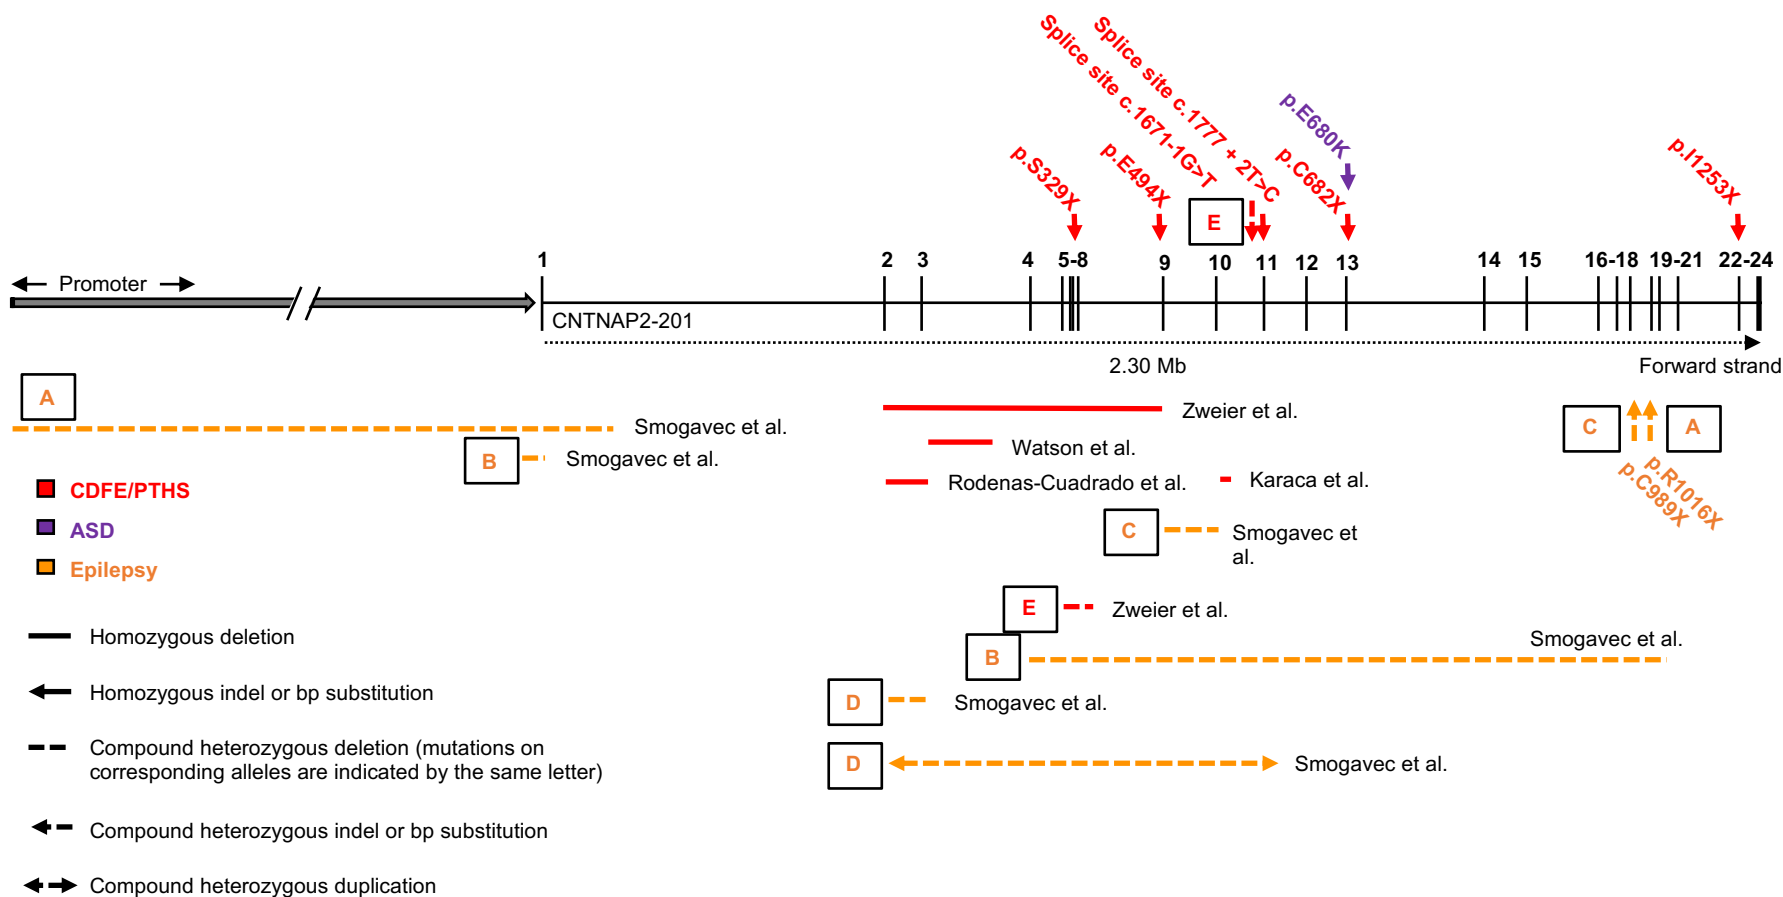 Splice site c.1671-1G>T
Splice site c.1777 + 2T>C
p.S329X
p.E494X
E
p.C682X
p.E680K
p.I1253X
1
2
3
4
5-8
9
10
11
12
13
14
15
16-18
19-21
22-24
Promoter
CNTNAP2-201
2.30 Mb
Forward strand
A
Smogavec et al.
B
Smogavec et al.
Zweier et al.
Watson et al.
Rodenas-Cuadrado et al.
Karaca et al.
C
A
p.C989X
p.R1016X
C
Smogavec et
al.
E
Zweier et al.
B
Smogavec et al.
D
Smogavec et al.
D
Smogavec et al.
CDFE/PTHS
ASD
Epilepsy
Homozygous deletion
Homozygous indel or bp substitution
Compound heterozygous deletion (mutations on
corresponding alleles are indicated by the same letter)
Compound heterozygous indel or bp substitution
Compound heterozygous duplication